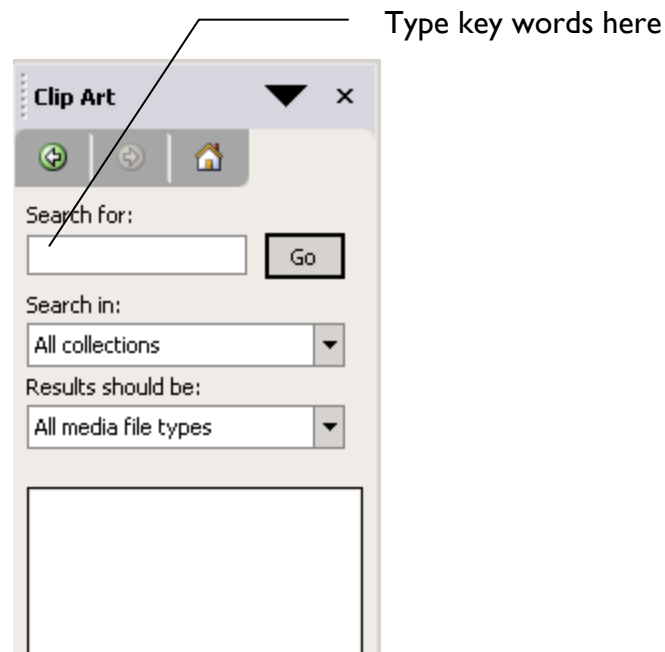 Type key words here
Clip Art
Search for:
Go
Search in:
All collections
Results should be:
All media file types